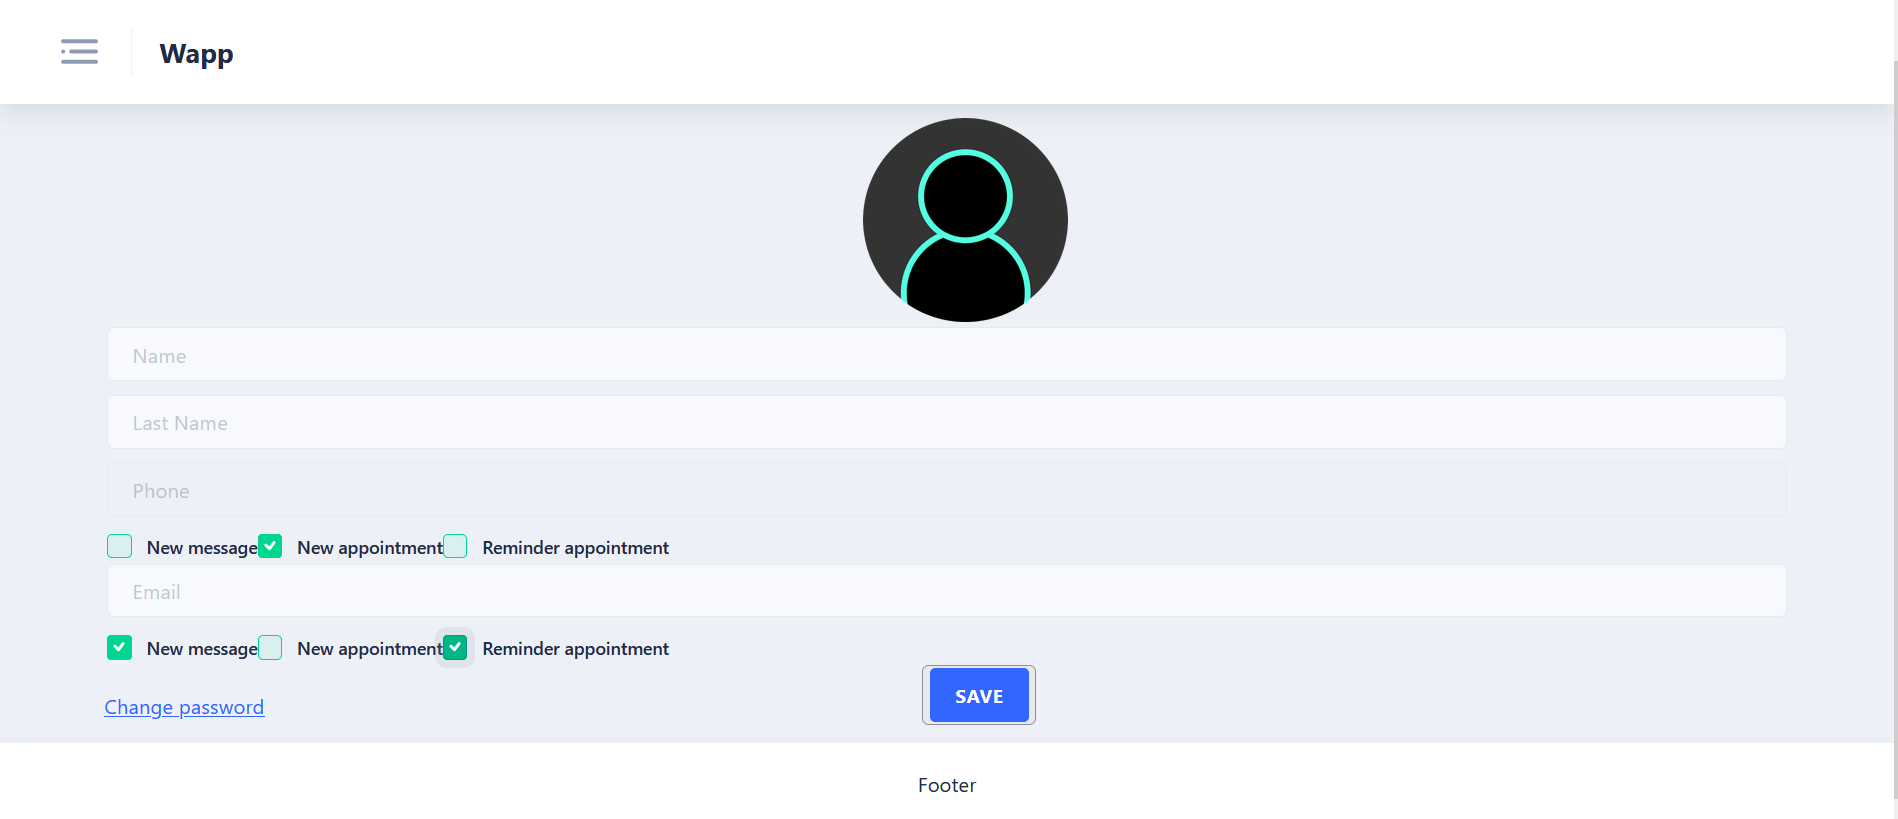 Wapp
Name
Last Name
Phone
New message New appointment Reminder appointment
Email
New message New appointment Reminder appointment
SAVE
Change password
Footer